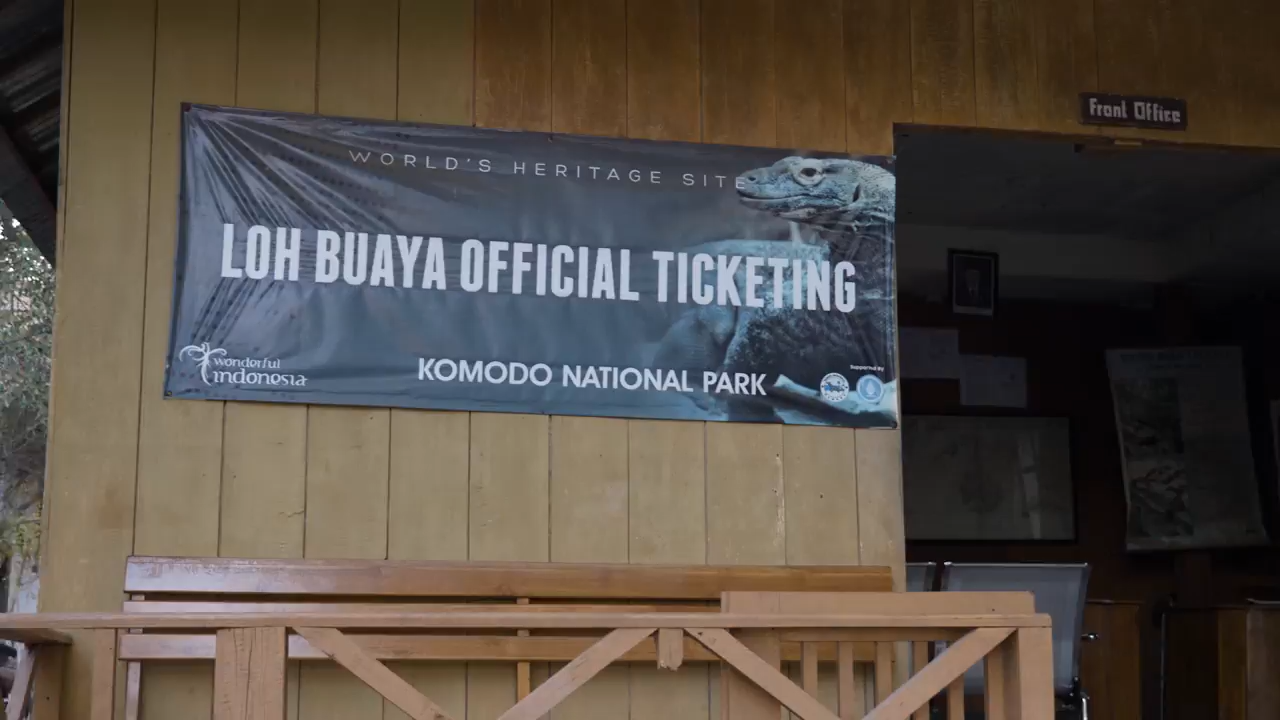 Front Office
WORLD'S HERITAGE SITE
LOH BUAYA OFFICIAL TICKETING
wonderful
indonesia
KOMODO NATIONAL PARK
Supported By